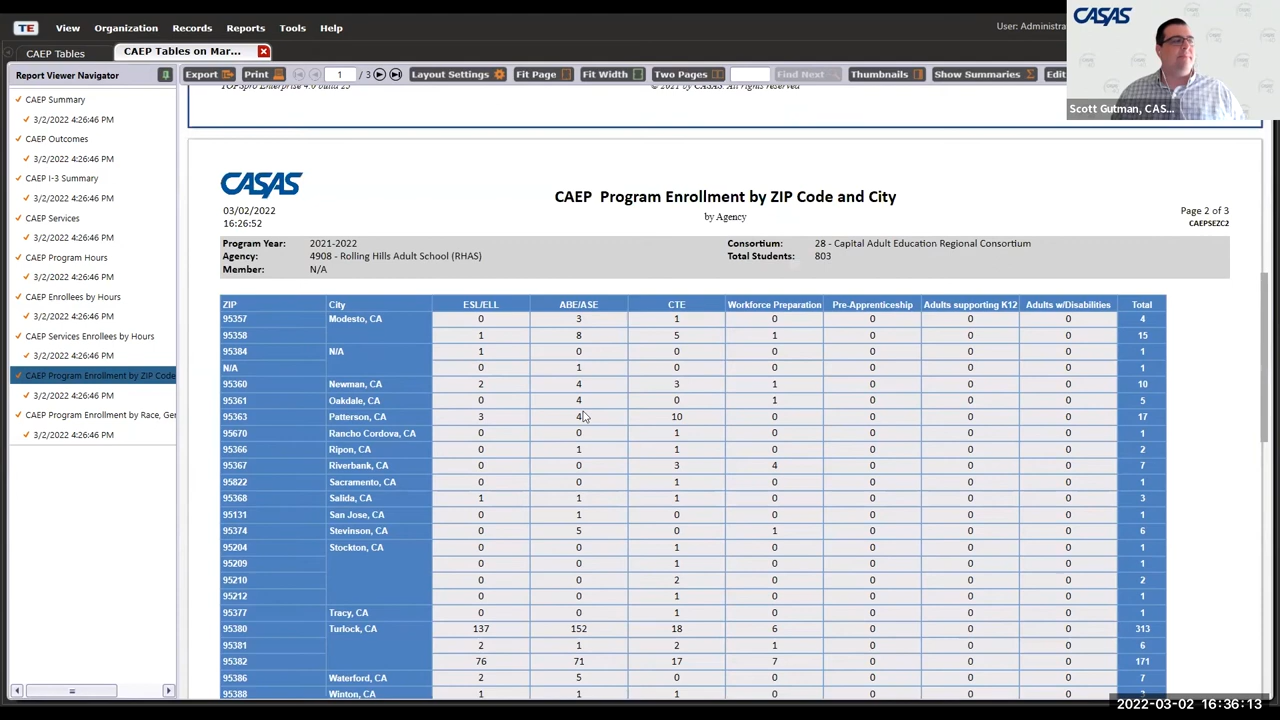 TE View Organization Records Reports Tools Help User: Administra
CASAS
Scott Gutman, CAS...
CAEP Tables CAEP Tables on Mar...
Report Viewer Navigator Export Print 1 / 3 Layout Settings Fit Page Fit Width Two Pages Find Next Thumbnails Show Summaries Edit
CAEP Summary
3/2/2022 4:26:46 PM
CAEP Outcomes
3/2/2022 4:26:46 PM
CAEP I-3 Summary
3/2/2022 4:26:46 PM
CAEP Services
3/2/2022 4:26:46 PM
CAEP Program Hours
3/2/2022 4:26:46 PM
CAEP Enrollees by Hours
3/2/2022 4:26:46 PM
CAEP Services Enrollees by Hours
3/2/2022 4:26:46 PM
CAEP Program Enrollment by ZIP Code
3/2/2022 4:26:46 PM
CAEP Program Enrollment by Race, Ger
3/2/2022 4:26:46 PM
TOPSpro Enterprise 4.0 build 25 © 2021 by CASAS. All rights reserved
CASAS
CAEP Program Enrollment by ZIP Code and City
by Agency
03/02/2022
16:26:52
Page 2 of 3
CAEPSEZC2
Program Year: 2021-2022 Consortium: 28 - Capital Adult Education Regional Consortium
Agency: 4908 - Rolling Hills Adult School (RHAS) Total Students: 803
Member: N/A
ZIP City ESL/ELL ABE/ASE CTE Workforce Preparation Pre-Apprenticeship Adults supporting K12 Adults w/Disabilities Total
95357 Modesto, CA 0 3 1 0 0 0 0 4
95358 1 8 5 1 0 0 0 15
95384 N/A 1 0 0 0 0 0 0 1
N/A 0 1 0 0 0 0 0 1
95360 Newman, CA 2 4 3 1 0 0 0 10
95361 Oakdale, CA 0 4 0 1 0 0 0 5
95363 Patterson, CA 3 4 10 0 0 0 0 17
95670 Rancho Cordova, CA 0 0 1 0 0 0 0 1
95366 Ripon, CA 0 1 1 0 0 0 0 2
95367 Riverbank, CA 0 0 3 4 0 0 0 7
95822 Sacramento, CA 0 0 1 0 0 0 0 1
95368 Salida, CA 1 1 1 0 0 0 0 3
95131 San Jose, CA 0 1 0 0 0 0 0 1
95374 Stevinson, CA 0 5 0 1 0 0 0 6
95204 Stockton, CA 0 0 1 0 0 0 0 1
95209 0 0 1 0 0 0 0 1
95210 0 0 2 0 0 0 0 2
95212 0 0 1 0 0 0 0 1
95377 Tracy, CA 0 0 1 0 0 0 0 1
95380 Turlock, CA 137 152 18 6 0 0 0 313
95381 2 1 2 1 0 0 0 6
95382 76 71 17 7 0 0 0 171
95386 Waterford, CA 2 5 0 0 0 0 0 7
95388 Winton, CA 1 1 1 0 0 0 0 3
2022-03-02 16:36:13